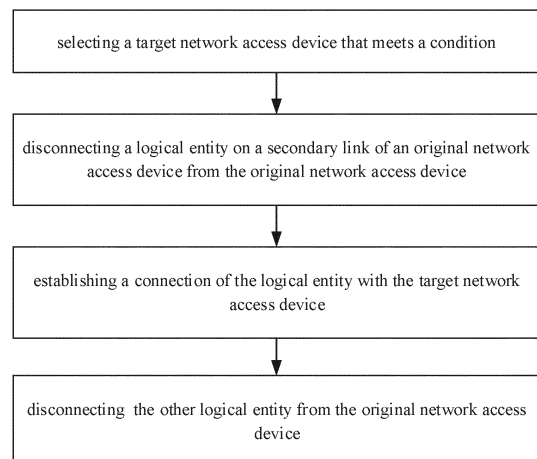 selecting a target network access device that meets a condition
disconnecting a logical entity on a secondary link of an original network
access device from the original network access device
establishing a connection of the logical entity with the target network
access device
disconnecting the other logical entity from the original network access
device